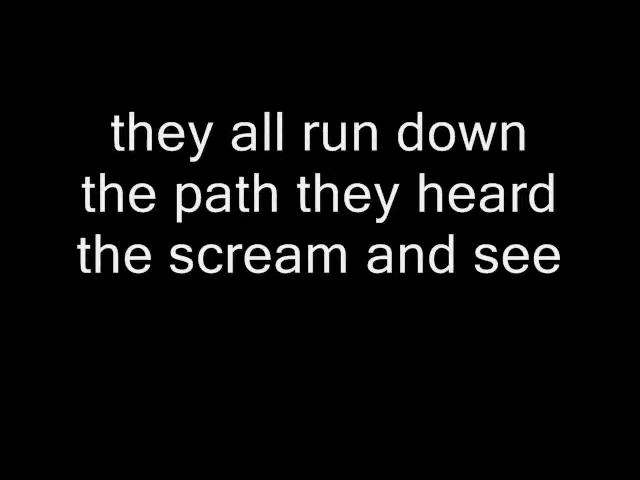 they all run down
the path they heard
the scream and see